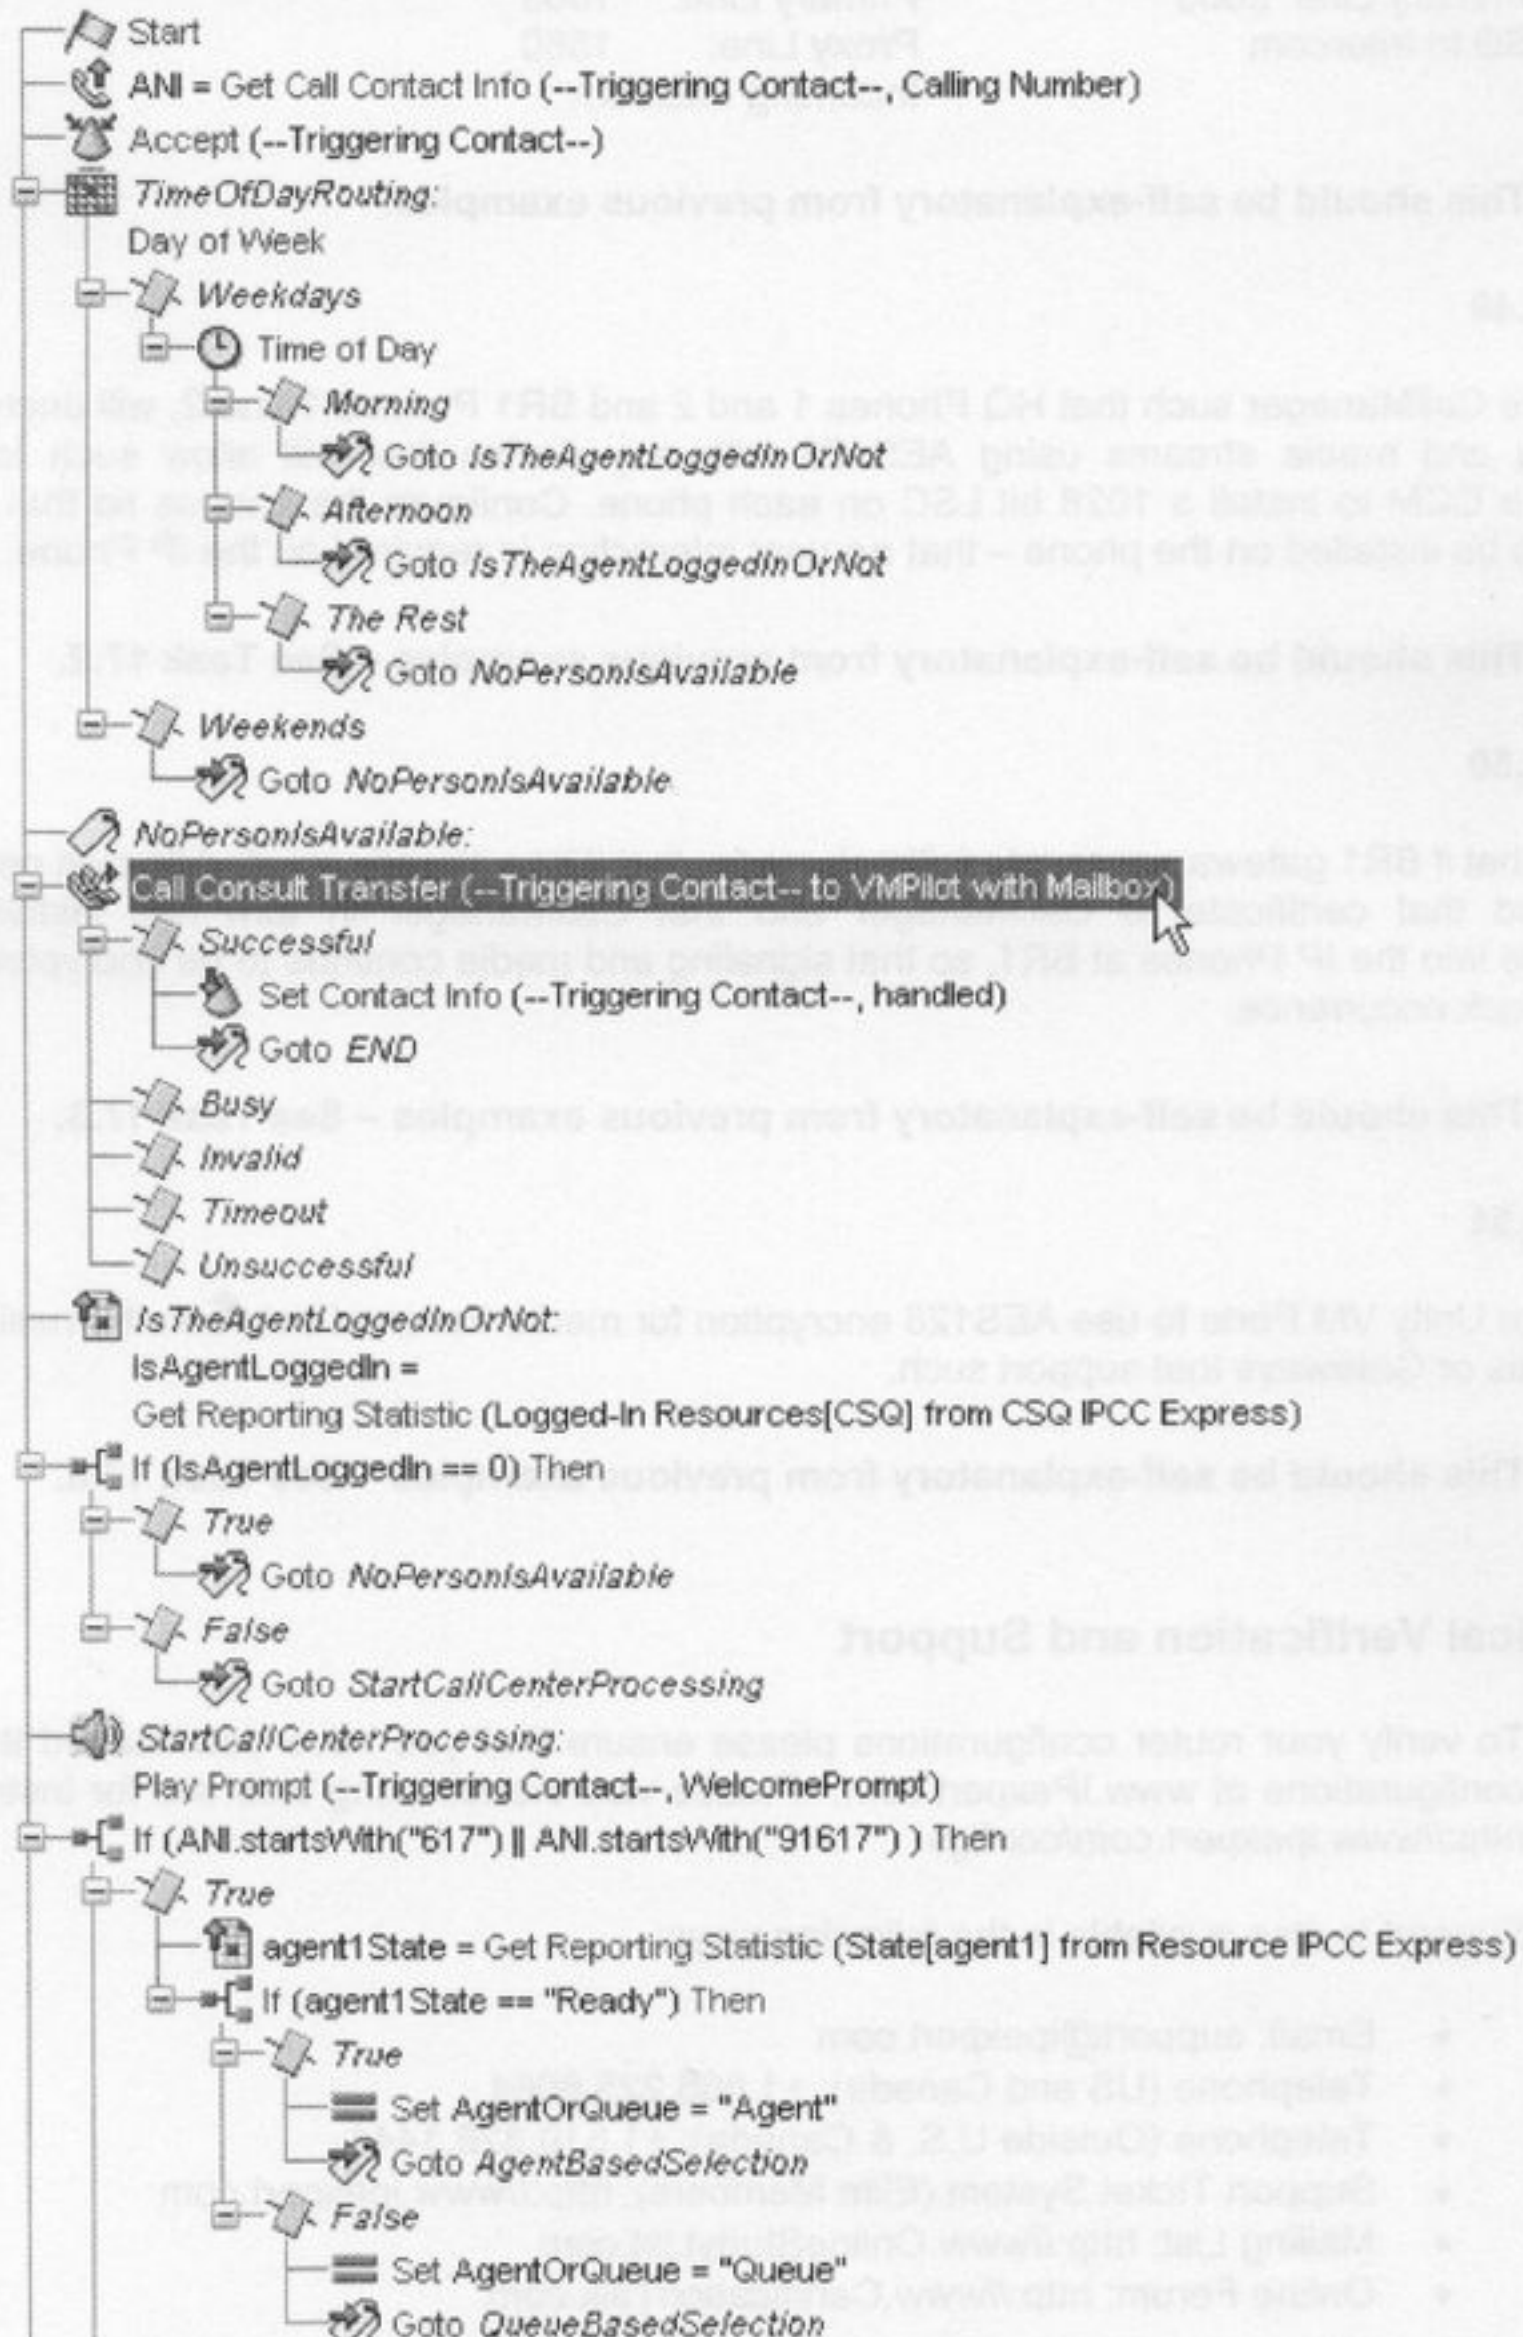 Start
ANI = Get Call Contact Info (--Triggering Contact--, Calling Number)
Accept (--Triggering Contact--)
TimeOfDayRouting:
Day of Week
Weekdays
Time of Day
Morning
Goto IsTheAgentLoggedInOrNot
Afternoon
Goto IsTheAgentLoggedInOrNot
The Rest
Goto NoPersonIsAvailable
Weekends
Goto NoPersonIsAvailable
NoPersonIsAvailable:
Call Consult Transfer (--Triggering Contact-- to VMPilot with Mailbox)
Successful
Set Contact Info (--Triggering Contact--, handled)
Goto END
Busy
Invalid
Timeout
Unsuccessful
IsTheAgentLoggedInOrNot:
IsAgentLoggedIn =
Get Reporting Statistic (Logged-In Resources[CSQ] from CSQ IPCC Express)
If (IsAgentLoggedIn == 0) Then
True
Goto NoPersonIsAvailable
False
Goto StartCallCenterProcessing
StartCallCenterProcessing:
Play Prompt (--Triggering Contact--, WelcomePrompt)
If (ANI.startsWith("617") || ANI.startsWith("91617") ) Then
True
agent1State = Get Reporting Statistic (State[agent1] from Resource IPCC Express)
If (agent1State == "Ready") Then
True
Set AgentOrQueue = "Agent"
Goto AgentBasedSelection
False
Set AgentOrQueue = "Queue"
Goto QueueBasedSelection